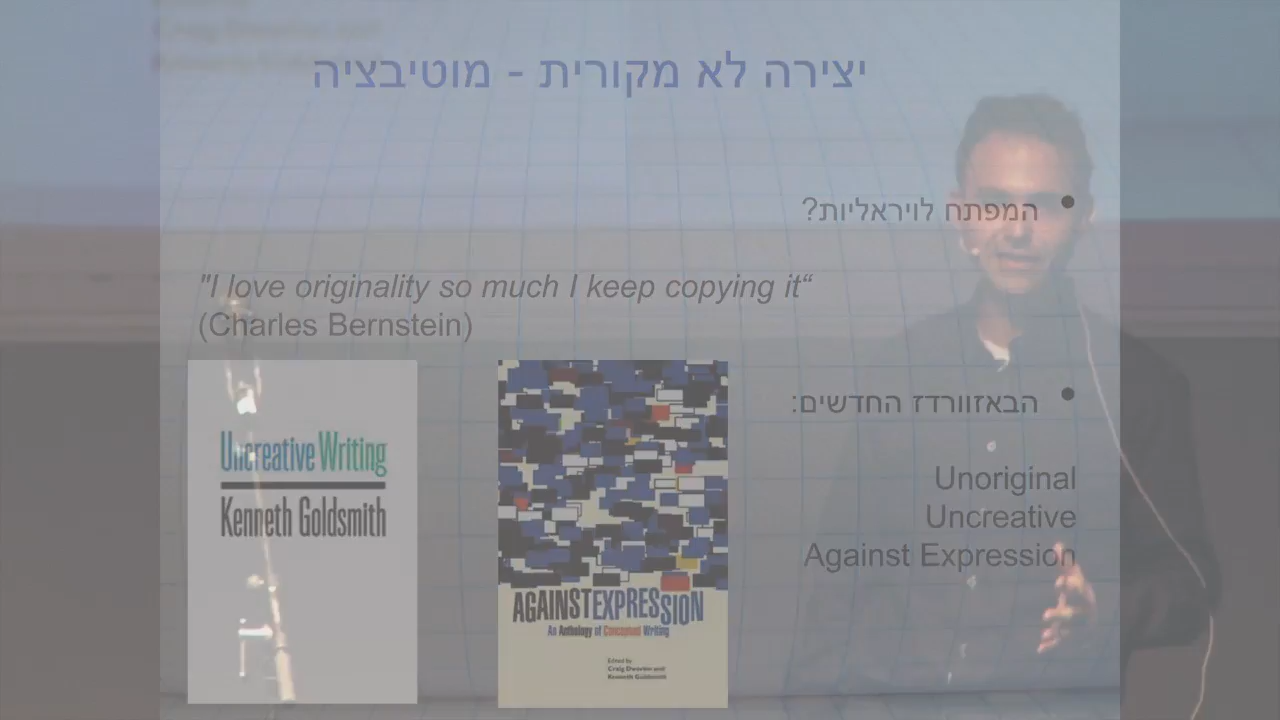 יצירה לא מקורית - מוטיבציה
המפתח לויראליות?
"I love originality so much I keep copying it“
(Charles Bernstein)
הבאזוורדז החדשים:
Unoriginal
Uncreative
Against Expression
Uncreative Writing
Kenneth Goldsmith
AGAINST EXPRESSION
An Anthology of Conceptual Writing
Edited by
Craig Dworkin and
Kenneth Goldsmith